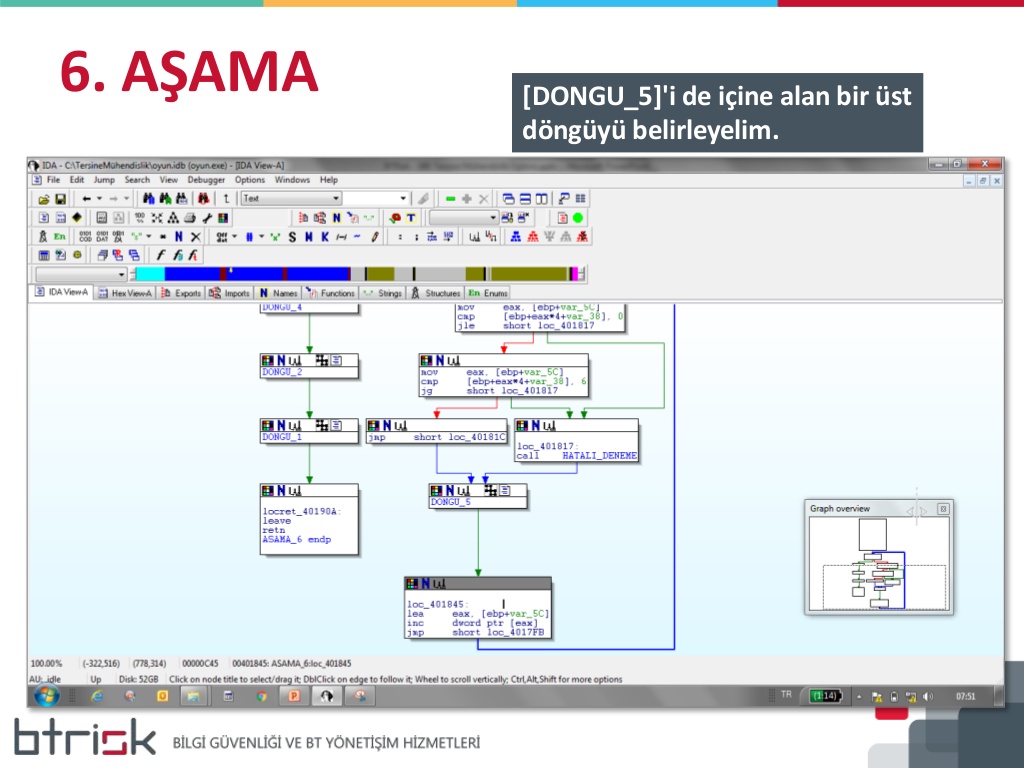 6. AŞAMA
[DONGU_5]'i de içine alan bir üst
döngüyü belirleyelim.
IDA - C:\TersineMühendislik\oyun.idb (oyun.exe) - [IDA View-A]
File Edit Jump Search View Debugger Options Windows Help
Text
IDA View-A Hex View-A Exports Imports N Names Functions Strings Structures En Enums
DONGU_4
mov eax, [ebp+var_5C]
cmp [ebp+eax*4+var_38], 0
jle short loc_401817
DONGU_2
mov eax, [ebp+var_5C]
cmp [ebp+eax*4+var_38], 6
jg short loc_401817
DONGU_1
jmp short loc_40181C
loc_401817:
call HATALI_DENEME
locret_40190A:
leave
retn
ASAMA_6 endp
DONGU_5
Graph overview
loc_401845:
lea eax, [ebp+var_5C]
inc dword ptr [eax]
jmp short loc_4017FB
100.00% (-322,516) (778,314) 00000C45 00401845: ASAMA_6:loc_401845
AU: idle Up Disk: 52GB Click on node title to select/drag it; DblClick on edge to follow it; Wheel to scroll vertically; Ctrl,Alt,Shift for more options
TR (1:14) 07:51
btrisk BİLGİ GÜVENLİĞİ VE BT YÖNETİŞİM HİZMETLERİ